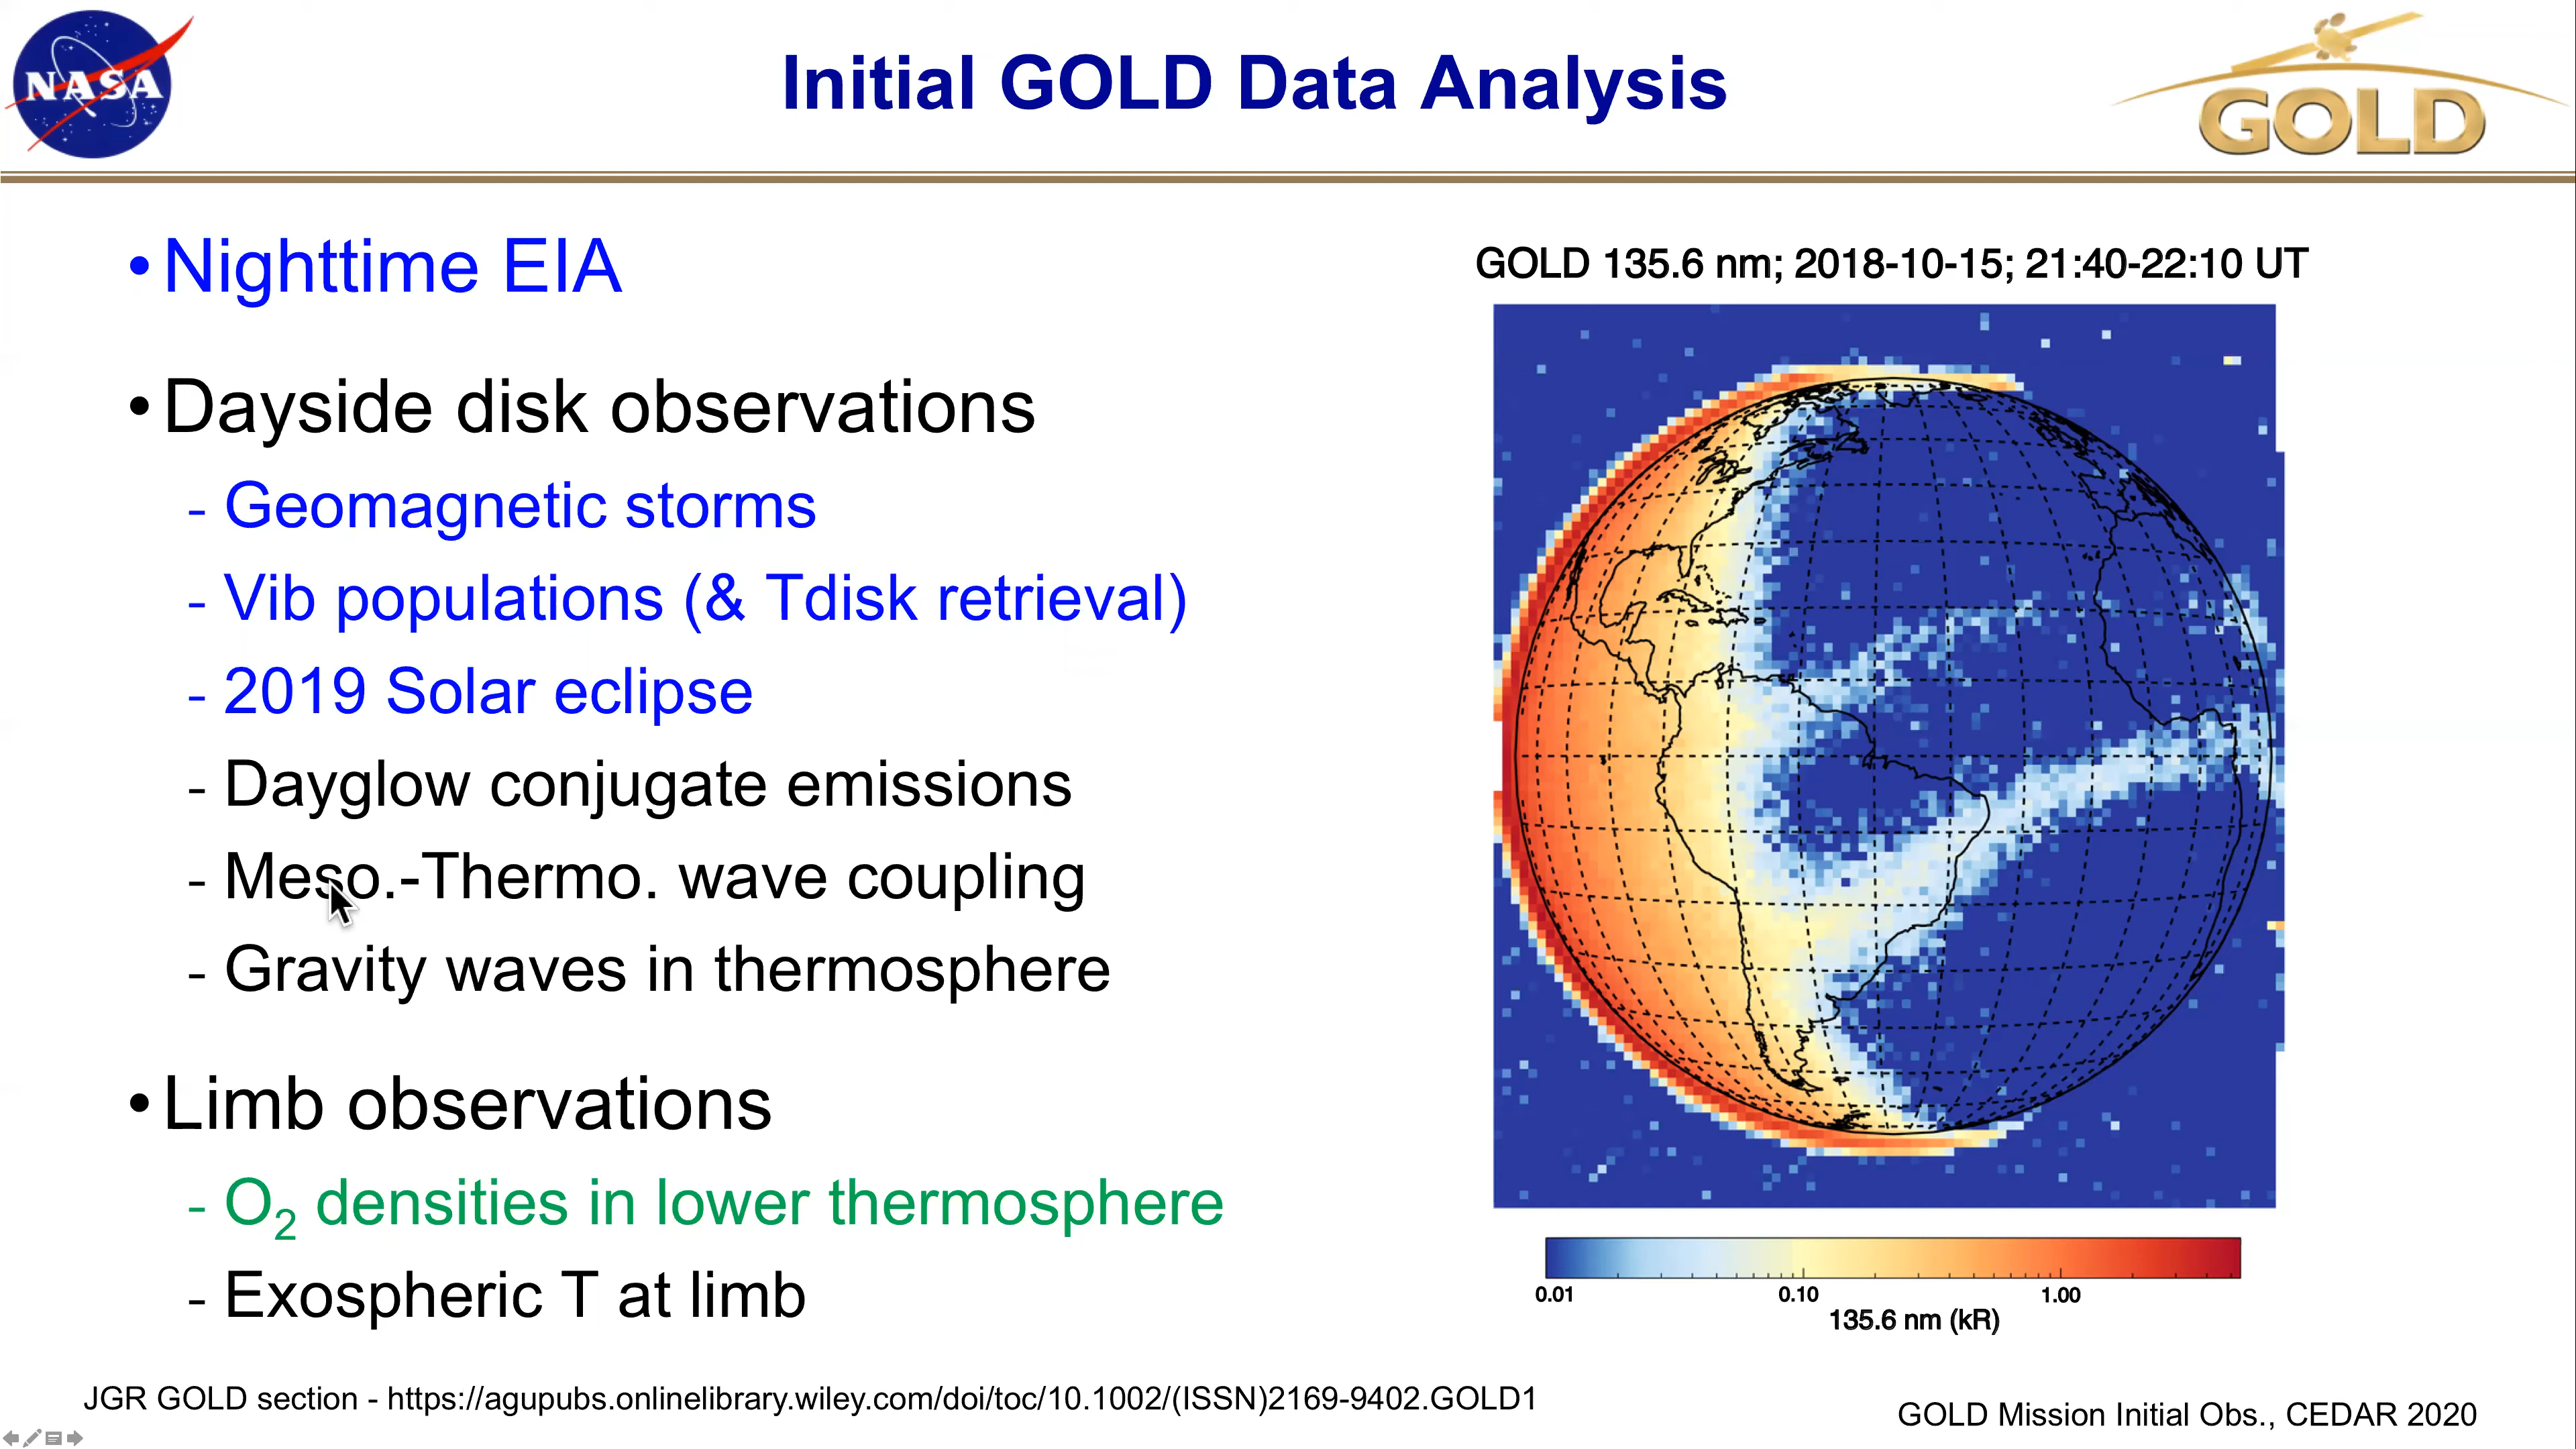 NASA
Initial GOLD Data Analysis
GOLD
•Nighttime EIA
•Dayside disk observations
- Geomagnetic storms
- Vib populations (& Tdisk retrieval)
- 2019 Solar eclipse
- Dayglow conjugate emissions
- Meso.-Thermo. wave coupling
- Gravity waves in thermosphere
•Limb observations
- O₂ densities in lower thermosphere
- Exospheric T at limb
GOLD 135.6 nm; 2018-10-15; 21:40-22:10 UT
0.01 0.10 1.00
135.6 nm (kR)
JGR GOLD section - https://agupubs.onlinelibrary.wiley.com/doi/toc/10.1002/(ISSN)2169-9402.GOLD1
GOLD Mission Initial Obs., CEDAR 2020